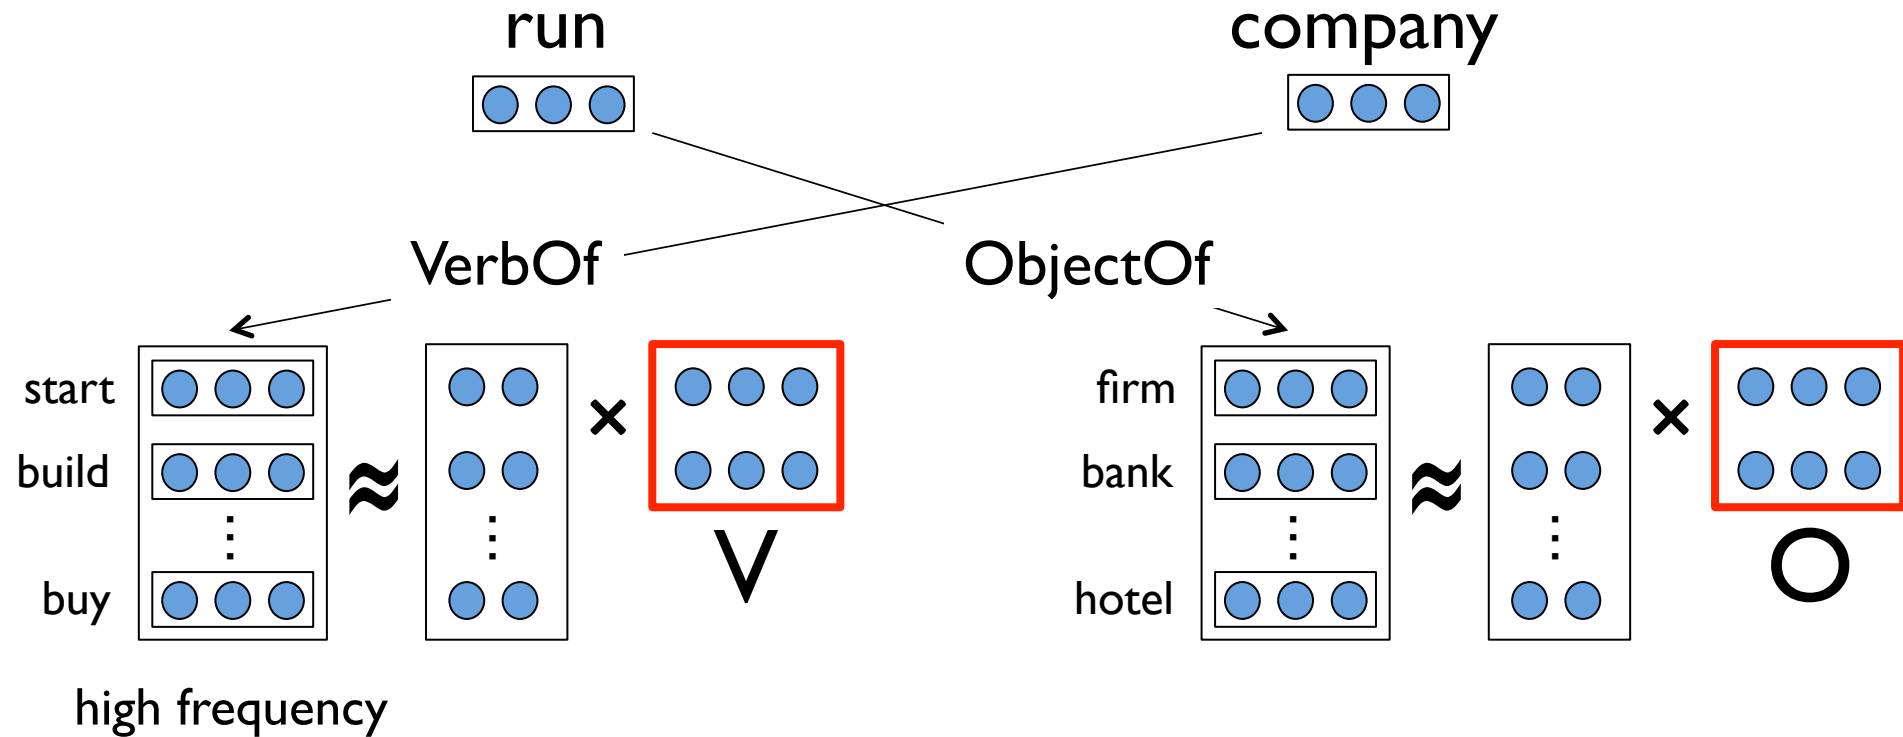 run company
VerbOf ObjectOf
start ≈ × firm ≈ ×
build bank
⋮ ⋮ V ⋮ ⋮ O
buy hotel
high frequency